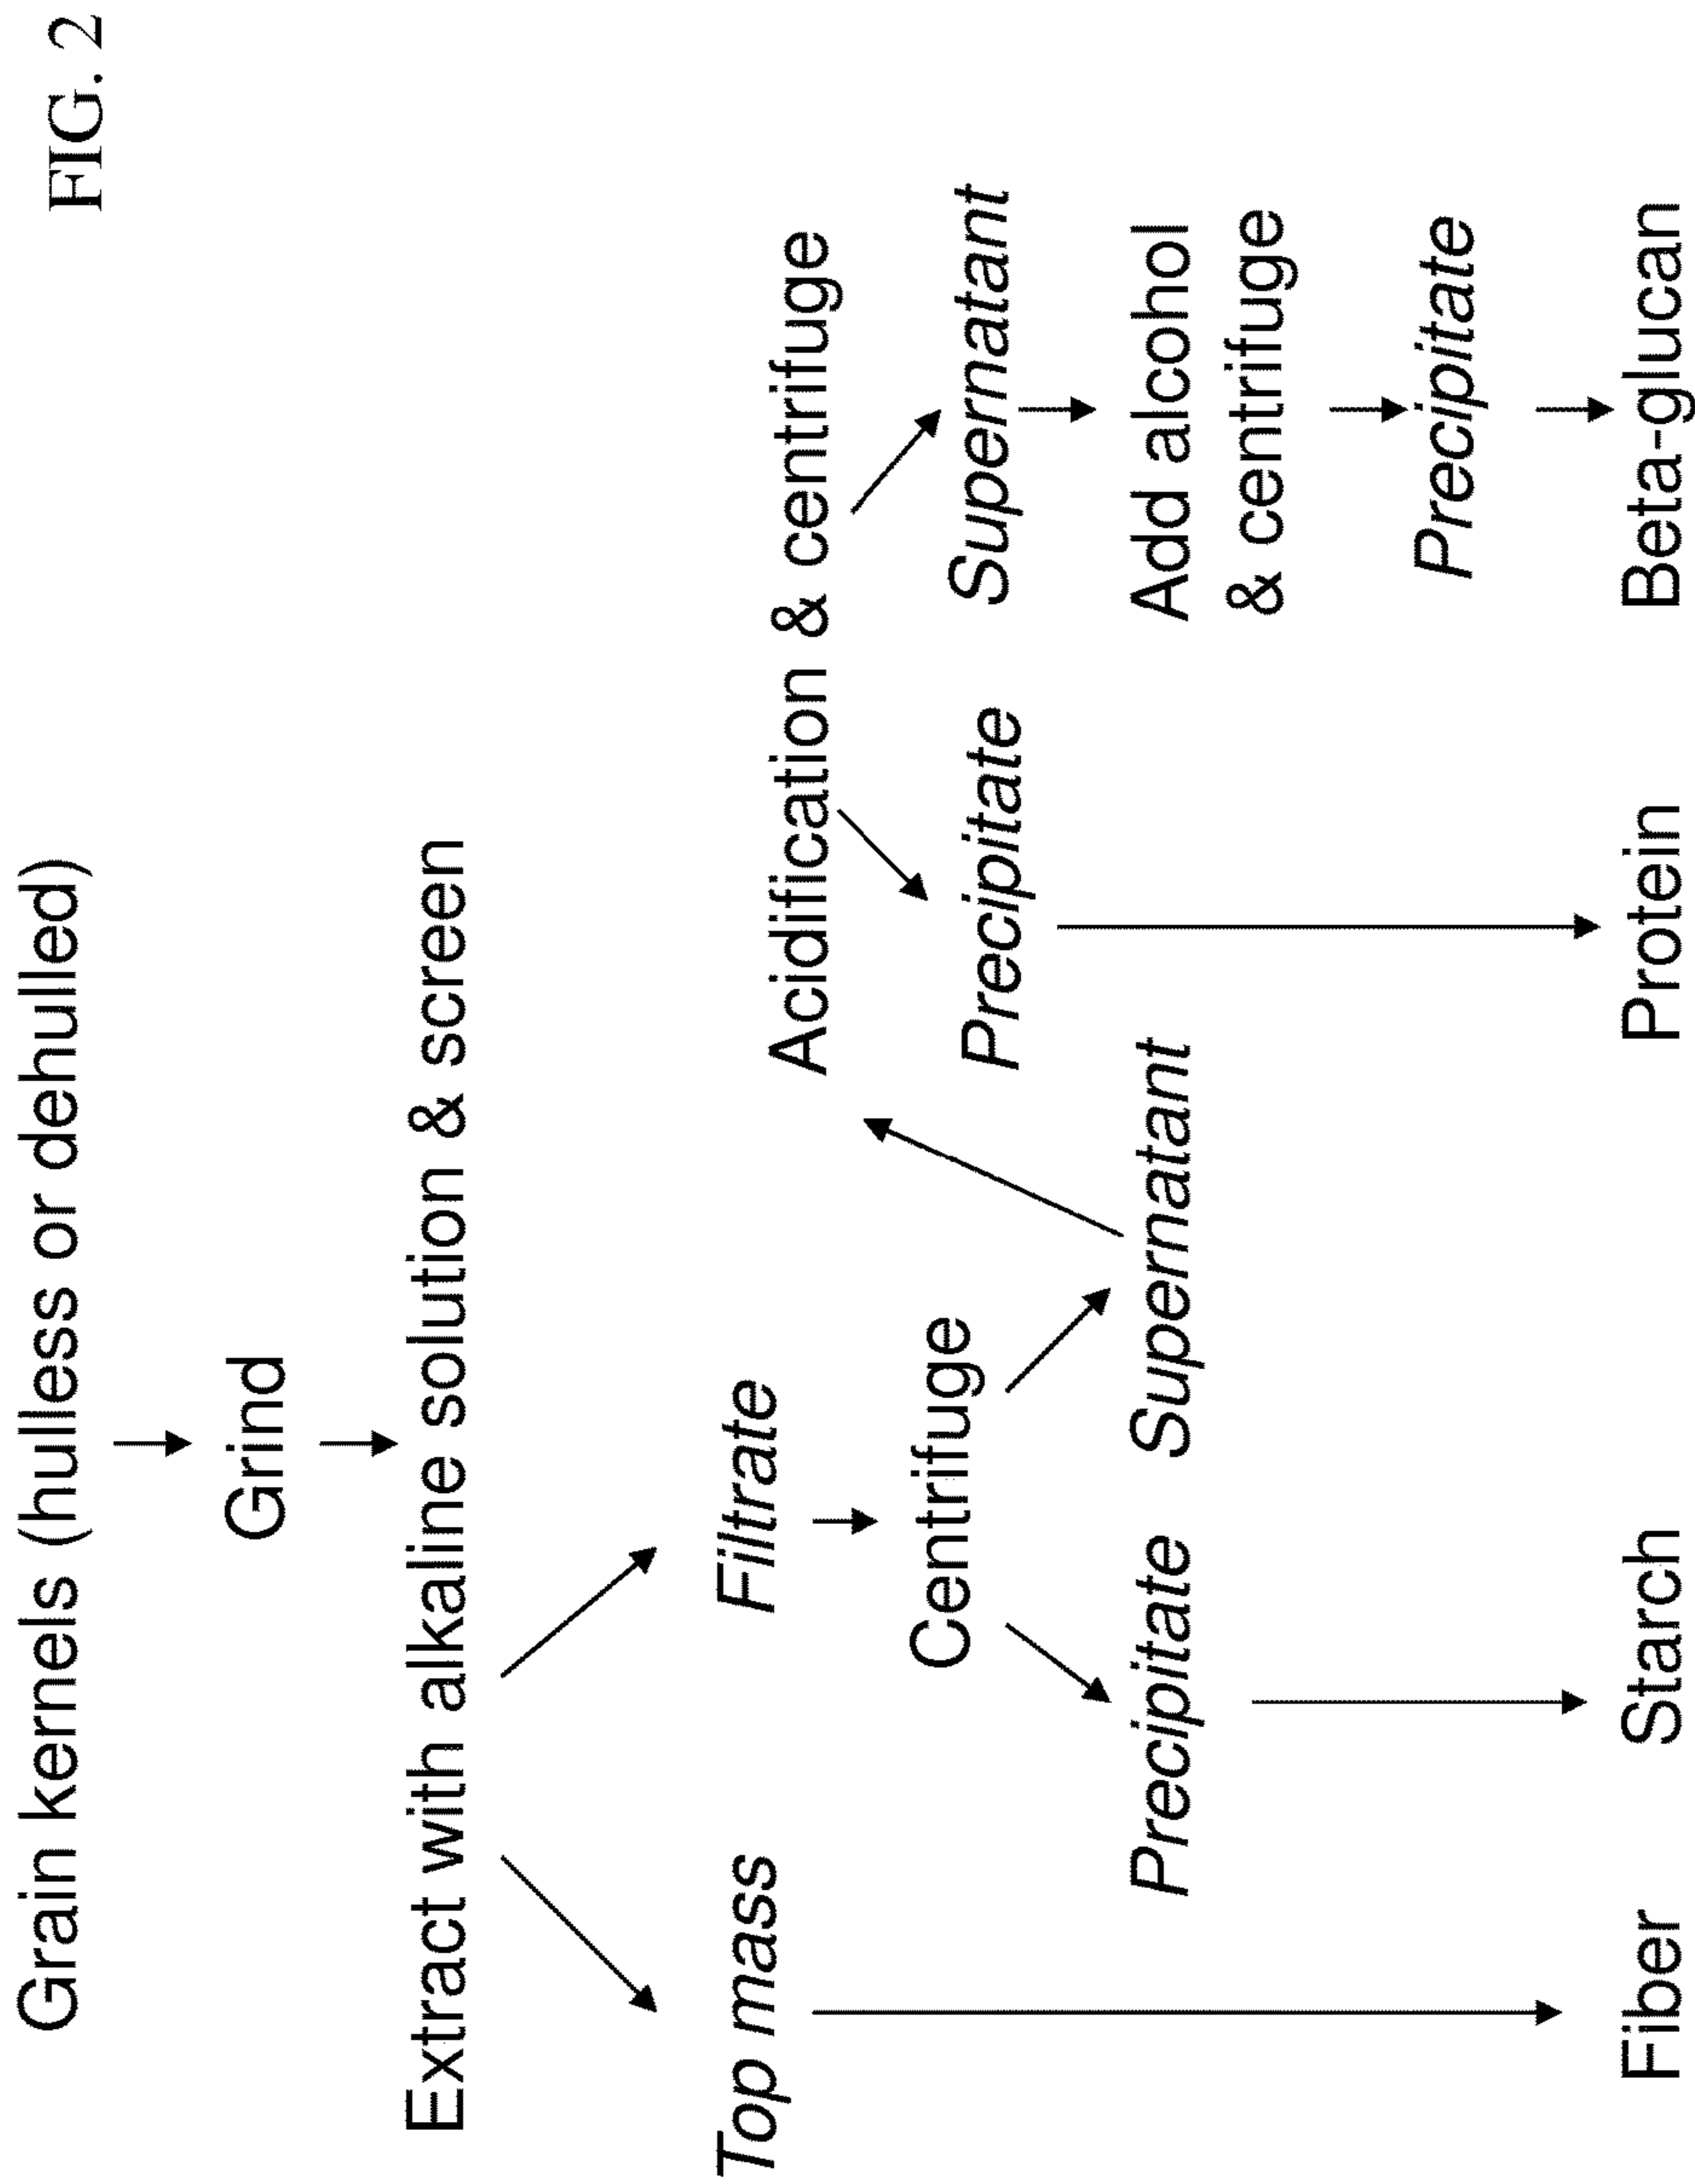 FIG. 2
Grain kernels (hulless or dehulled)
Grind
Extract with alkaline solution & screen
Top mass
Filtrate
Acidification & centrifuge
Centrifuge
Precipitate
Supernatant
Precipitate
Supernatant
Add alcohol
& centrifuge
Precipitate
Fiber
Starch
Protein
Beta-glucan